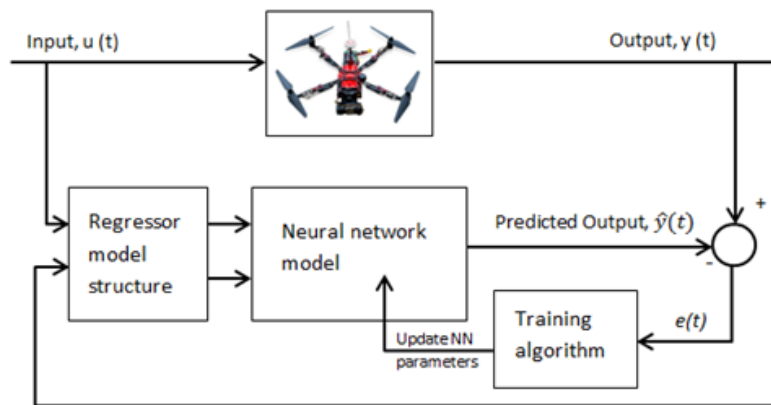 Input, u (t)
Output, y (t)
Regressor
model
structure
Neural network
model
Predicted Output, ŷ(t)
+
-
Training
algorithm
e(t)
Update NN
parameters